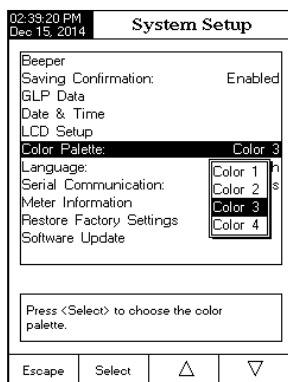 02:39:20 PM
Dec 15, 2014
System Setup
Beeper
Saving Confirmation: Enabled
GLP Data
Date & Time
LCD Setup
Color Palette: Color 3
Language:
Serial Communication:
Meter Information
Restore Factory Settings
Software Update
Color 1
Color 2
Color 3
Color 4
Press <Select> to choose the color
palette.
Escape Select △ ▽